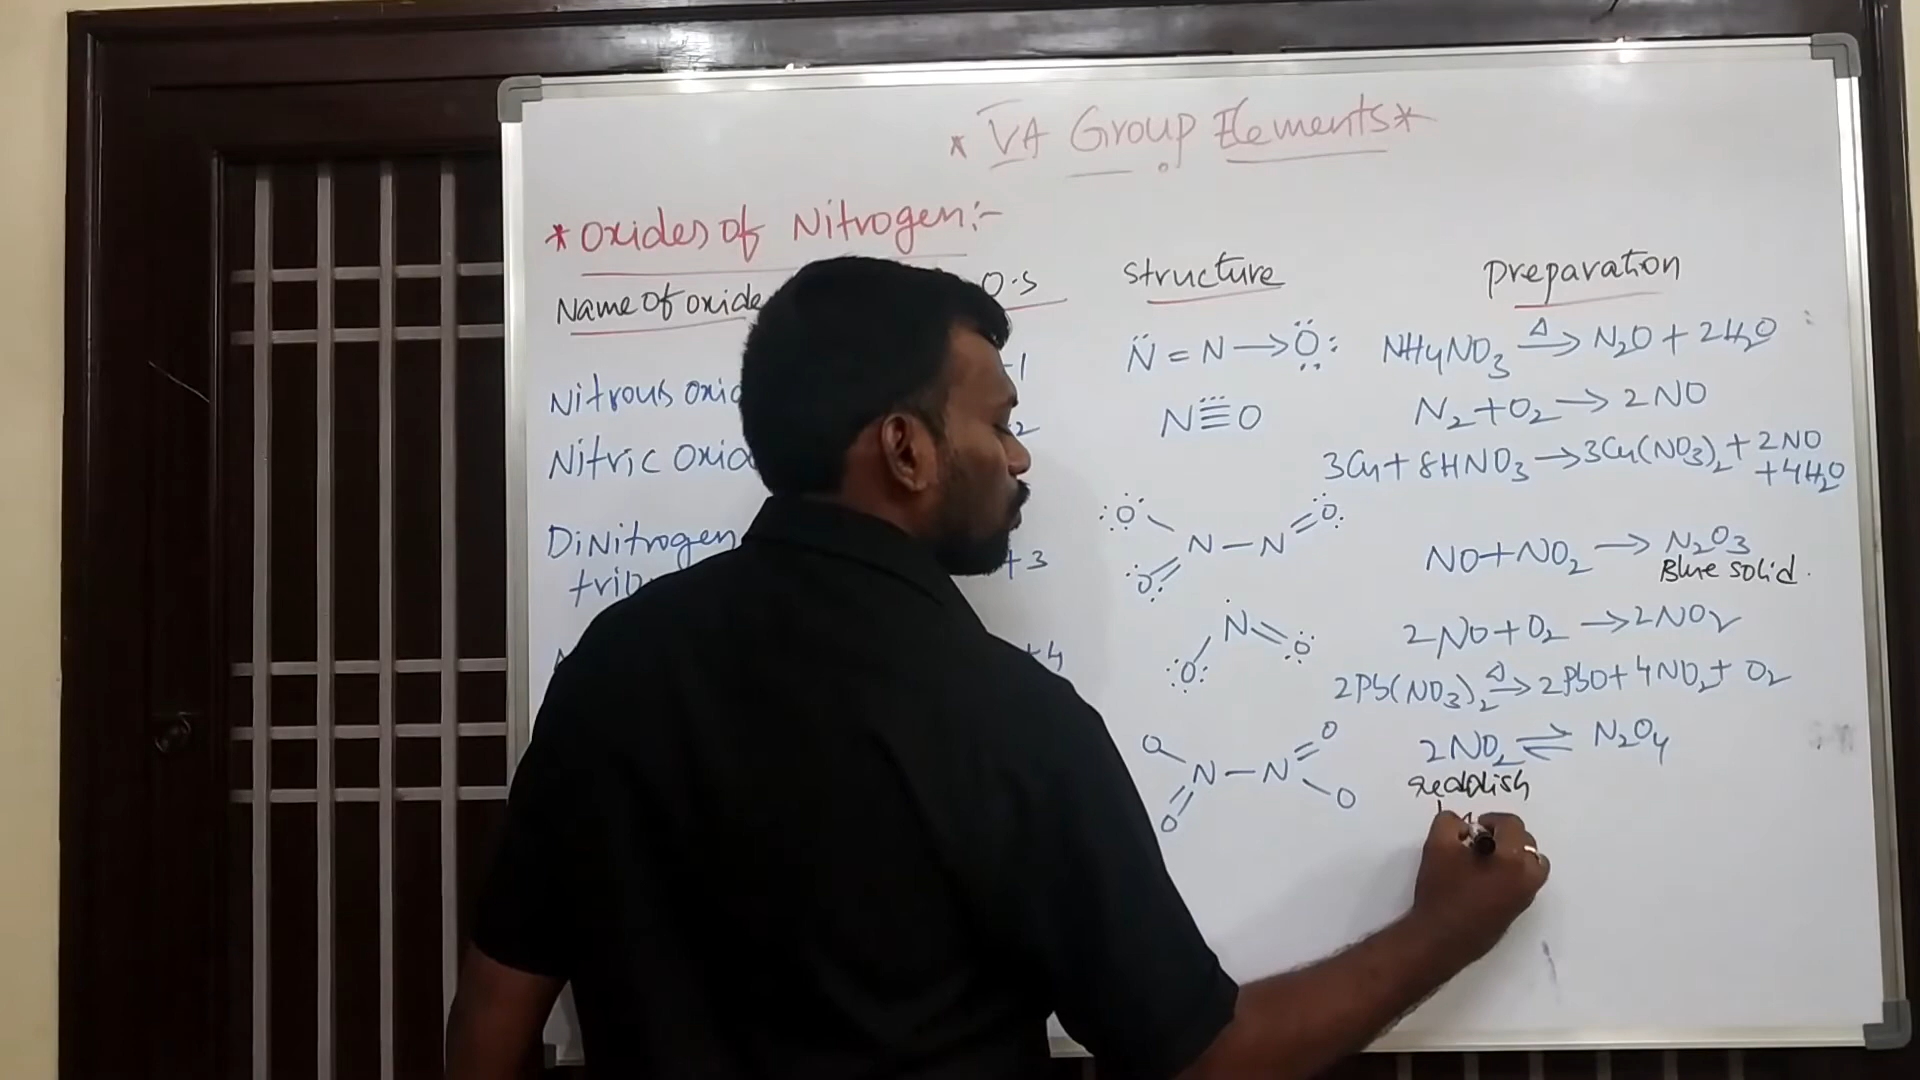 * VA Group Elements *
* Oxides of Nitrogen:-
Name of oxide O.S Structure Preparation
Nitrous N̈ = N → Ö: NH4NO3 Δ→ N2O + 2H2O
Nitric N≡O N2 + O2 → 2NO
3Cu + 8HNO3 → 3Cu(NO3)2 + 2NO
+ 4H2O
DiNitrogen +3 O N – N O NO + NO2 → N2O3
Blue solid.
N O O 2NO + O2 → 2NO2
+4 2Pb(NO3)2 Δ→ 2PbO + 4NO2 + O2
O N – N O O O 2NO2 ⇌ N2O4
reddish